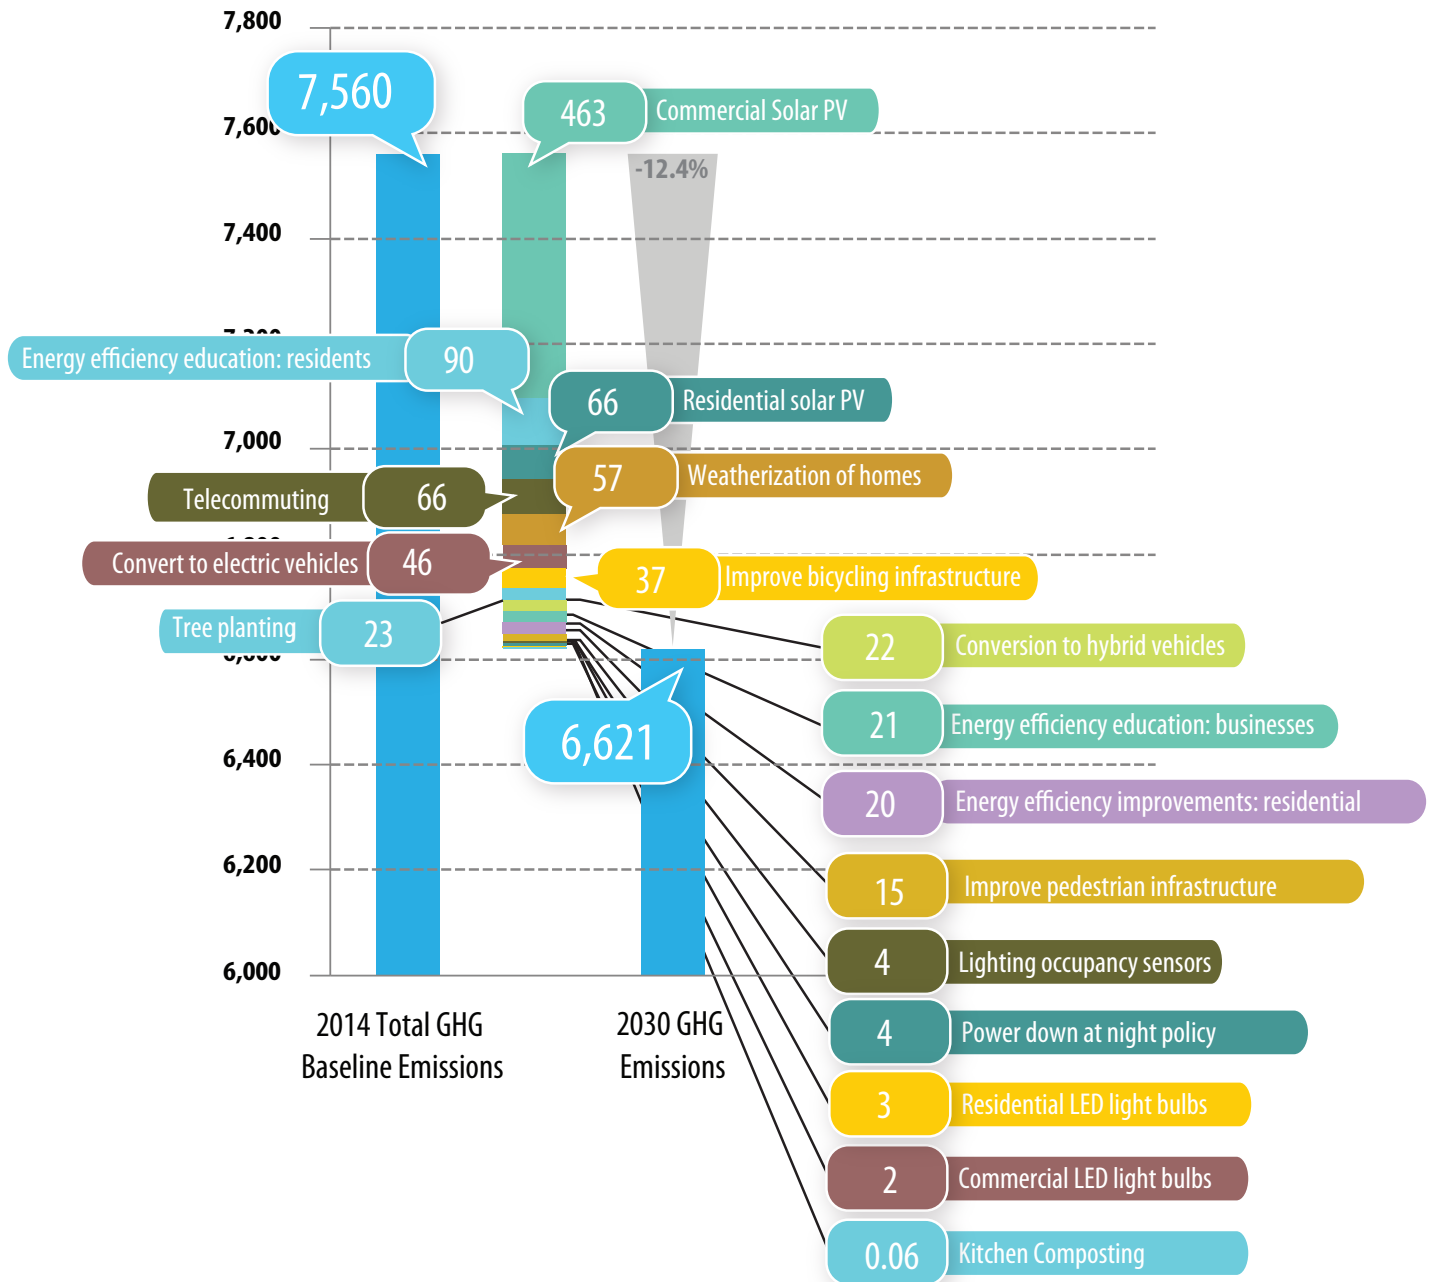 7,800
7,560
463 Commercial Solar PV
7,600
-12.4%
7,400
Energy efficiency education: residents 90
66 Residential solar PV
7,000
57 Weatherization of homes
Telecommuting 66
Convert to electric vehicles 46
37 Improve bicycling infrastructure
Tree planting 23
22 Conversion to hybrid vehicles
21 Energy efficiency education: businesses
6,621
6,400
20 Energy efficiency improvements: residential
6,200
15 Improve pedestrian infrastructure
4 Lighting occupancy sensors
6,000
2014 Total GHG
Baseline Emissions
2030 GHG
Emissions
4 Power down at night policy
3 Residential LED light bulbs
2 Commercial LED light bulbs
0.06 Kitchen Composting